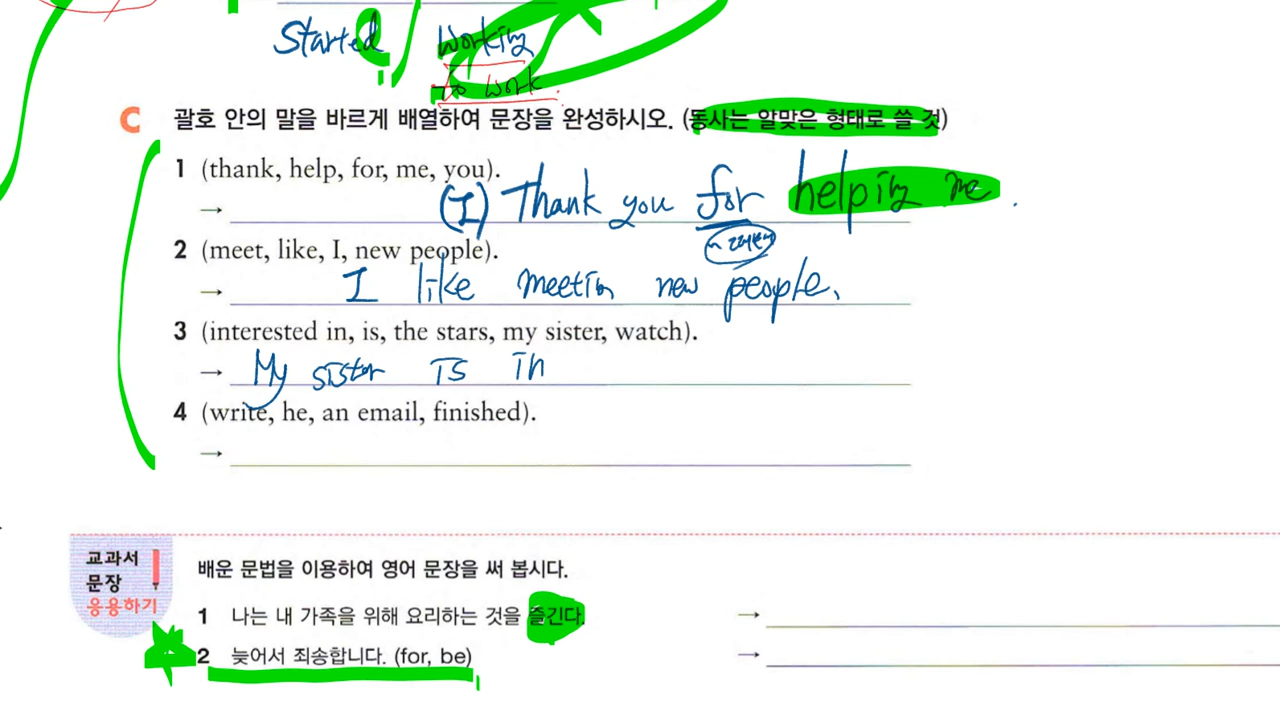 Started working
to work
C 괄호 안의 말을 바르게 배열하여 문장을 완성하시오. (동사는 알맞은 형태로 쓸 것)
1 (thank, help, for, me, you).
→ (I) Thank you for helping me.
~ 때문에
2 (meet, like, I, new people).
→ I like meeting new people.
3 (interested in, is, the stars, my sister, watch).
→ My sister is in
4 (write, he, an email, finished).
→
교과서
문장
응용하기
배운 문법을 이용하여 영어 문장을 써 봅시다.
1 나는 내 가족을 위해 요리하는 것을 즐긴다. →
2 늦어서 죄송합니다. (for, be) →